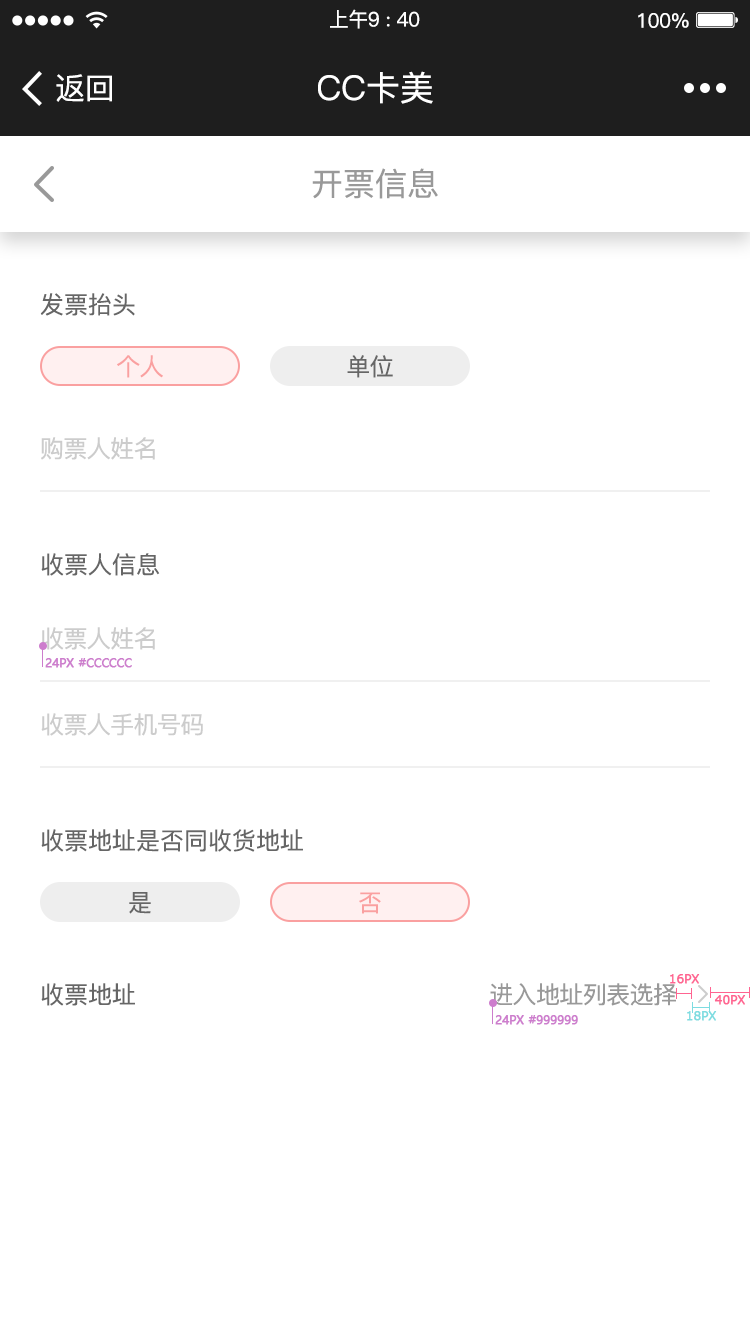 上午9 : 40
100%
返回
CC卡美
开票信息
发票抬头
个人
单位
购票人姓名
收票人信息
收票人姓名
24PX #CCCCCC
收票人手机号码
收票地址是否同收货地址
是
否
收票地址
进入地址列表选择
16PX
40PX
18PX
24PX #999999